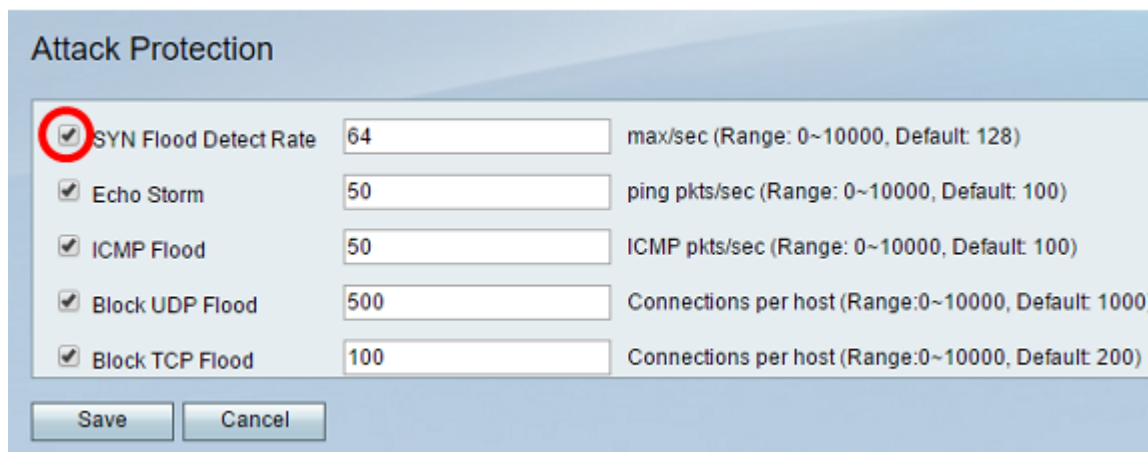 Attack Protection
SYN Flood Detect Rate 64 max/sec (Range: 0~10000, Default: 128)
Echo Storm 50 ping pkts/sec (Range: 0~10000, Default: 100)
ICMP Flood 50 ICMP pkts/sec (Range: 0~10000, Default: 100)
Block UDP Flood 500 Connections per host (Range:0~10000, Default: 1000)
Block TCP Flood 100 Connections per host (Range:0~10000, Default: 200)
Save Cancel